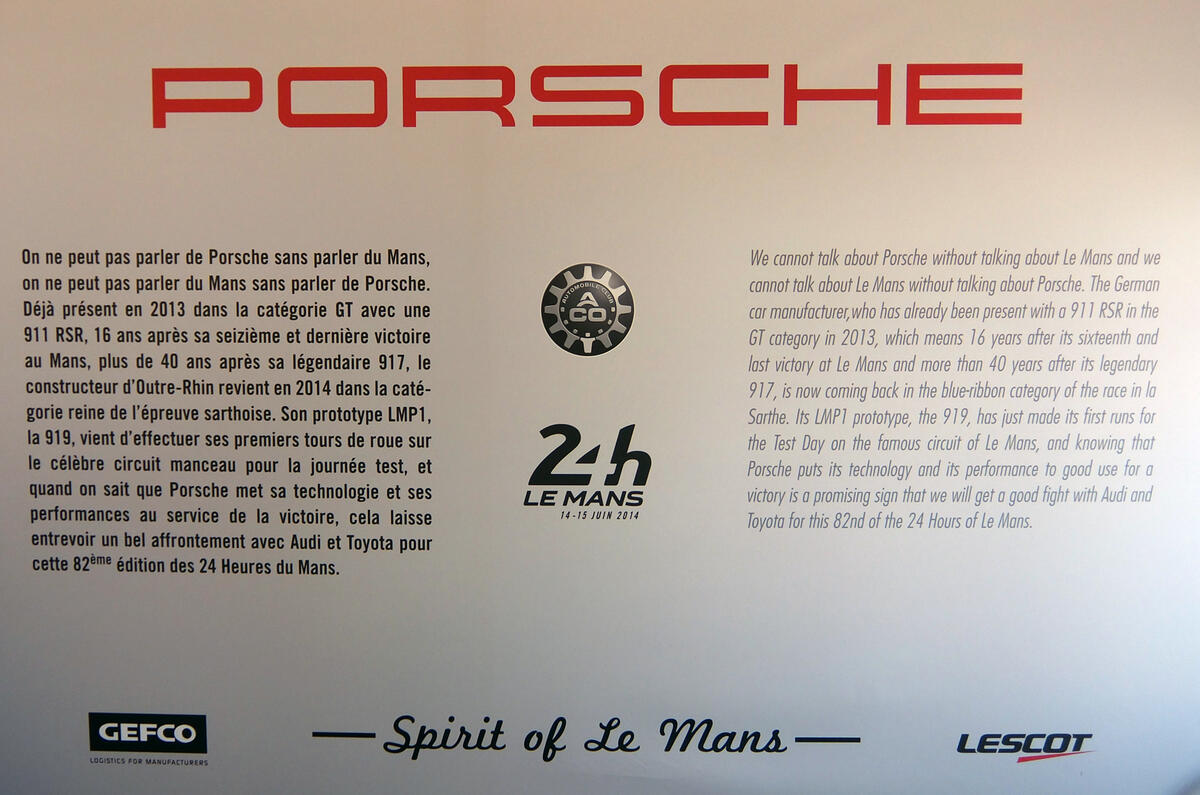 PORSCHE
On ne peut pas parler de Porsche sans parler du Mans,
on ne peut pas parler du Mans sans parler de Porsche.
Déjà présent en 2013 dans la catégorie GT avec une
911 RSR, 16 ans après sa seizième et dernière victoire
au Mans, plus de 40 ans après sa légendaire 917, le
constructeur d'Outre-Rhin revient en 2014 dans la caté-
gorie reine de l'épreuve sarthoise. Son prototype LMP1,
la 919, vient d'effectuer ses premiers tours de roue sur
le célèbre circuit manceau pour la journée test, et
quand on sait que Porsche met sa technologie et ses
performances au service de la victoire, cela laisse
entrevoir un bel affrontement avec Audi et Toyota pour
cette 82ème édition des 24 Heures du Mans.
AUTOMOBILE CLUB
A
CO
24h
LE MANS
14-15 JUIN 2014
We cannot talk about Porsche without talking about Le Mans and we
cannot talk about Le Mans without talking about Porsche. The German
car manufacturer,who has already been present with a 911 RSR in the
GT category in 2013, which means 16 years after its sixteenth and
last victory at Le Mans and more than 40 years after its legendary
917, is now coming back in the blue-ribbon category of the race in la
Sarthe. Its LMP1 prototype, the 919, has just made its first runs for
the Test Day on the famous circuit of Le Mans, and knowing that
Porsche puts its technology and its performance to good use for a
victory is a promising sign that we will get a good fight with Audi and
Toyota for this 82nd of the 24 Hours of Le Mans.
GEFCO
LOGISTICS FOR MANUFACTURERS
Spirit of Le Mans
LESCOT